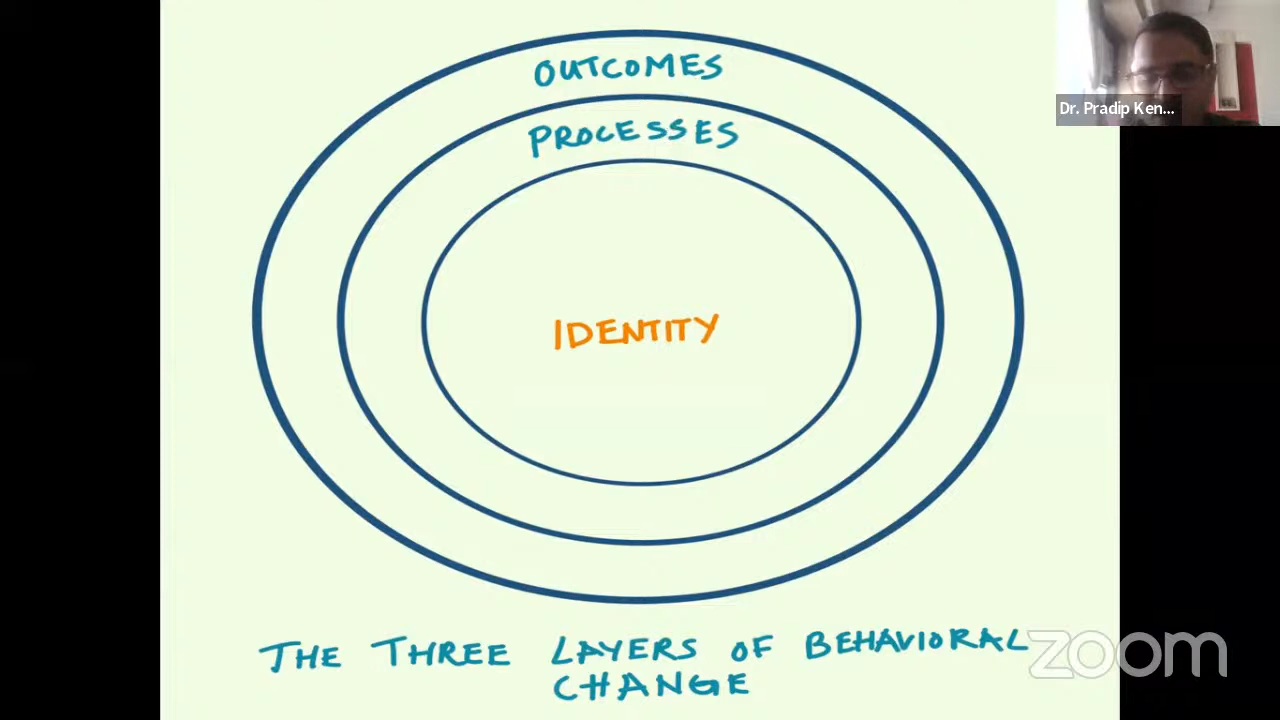 OUTCOMES
Dr. Pradip Ken...
PROCESSES
IDENTITY
THE THREE LAYERS OF BEHAVIORAL
CHANGE
zoom